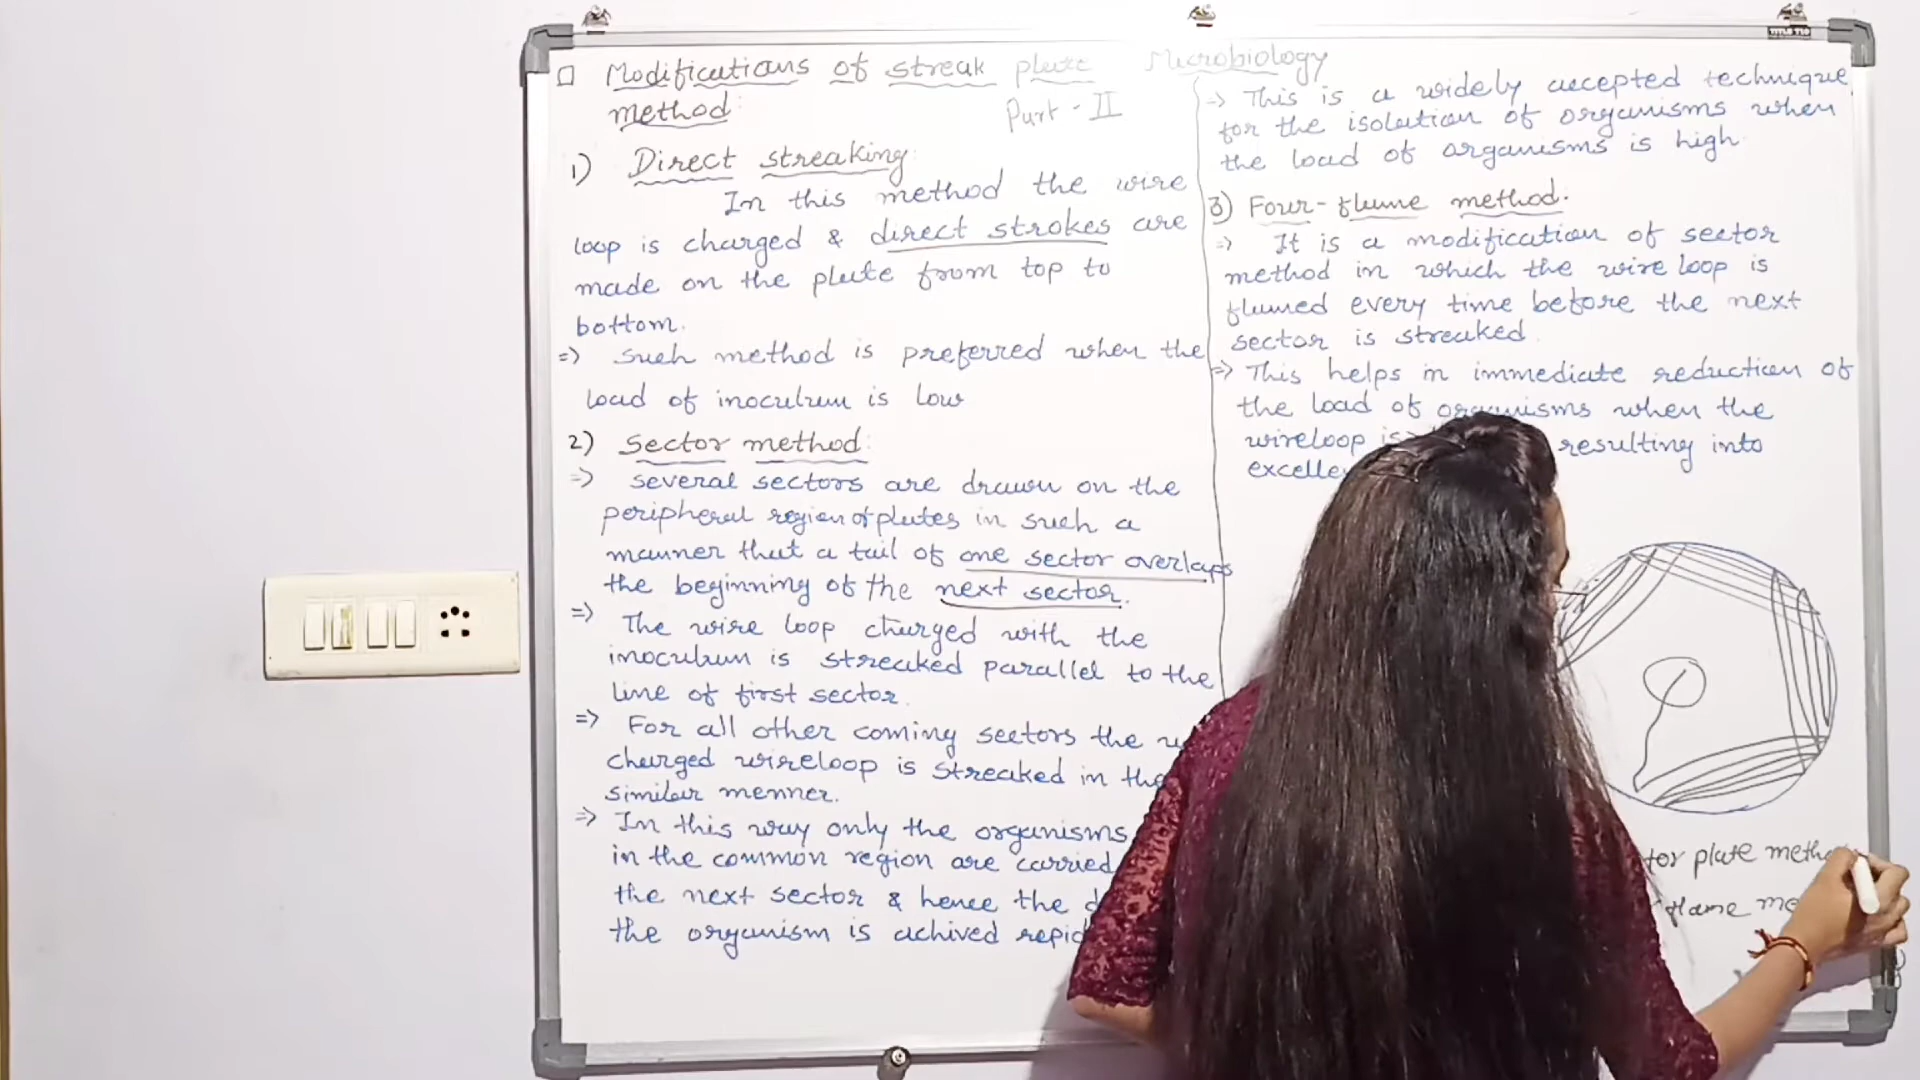 Modifications of streak plate
method:
Microbiology
Part - II
1) Direct streaking:
In this method the wire
loop is charged & direct strokes are
made on the plate from top to
bottom.
=> such method is preferred when the
load of inoculum is low
2) Sector method:
=> several sectors are drawn on the
peripheral region of plates in such a
manner that a tail of one sector overlaps
the beginning of the next sector.
=> The wire loop charged with the
inoculum is streaked parallel to the
line of first sector.
=> For all other coming sectors the
charged wireloop is streaked in the
similar menner.
=> In this way only the organisms
in the common region are carried
the next sector & hence the
the organism is achived
=> This is a widely accepted technique
for the isolation of organisms when
the load of organisms is high
3) Four-flame method:
=> It is a modification of sector
method in which the wire loop is
flamed every time before the next
sector is streaked.
=> This helps in immediate reduction of
the load of organisms when the
wireloop is resulting into
plate
flame